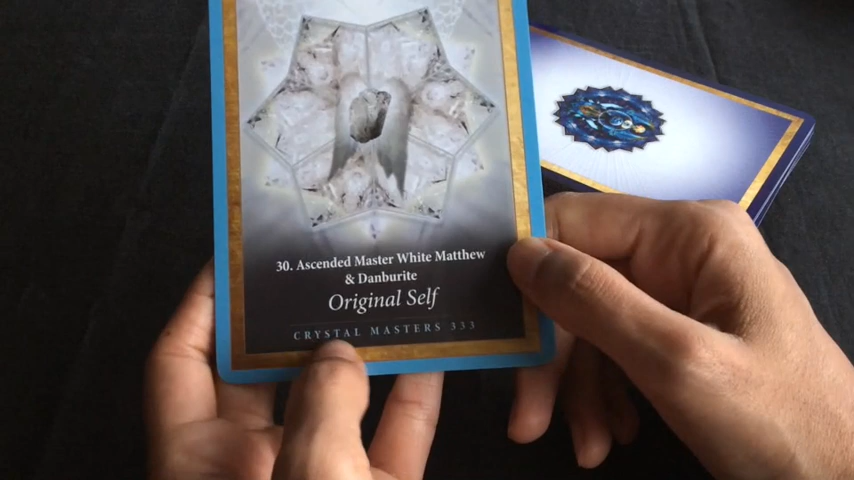 30. Ascended Master White Matthew
& Danburite
Original Self
CRYSTAL MASTERS 333